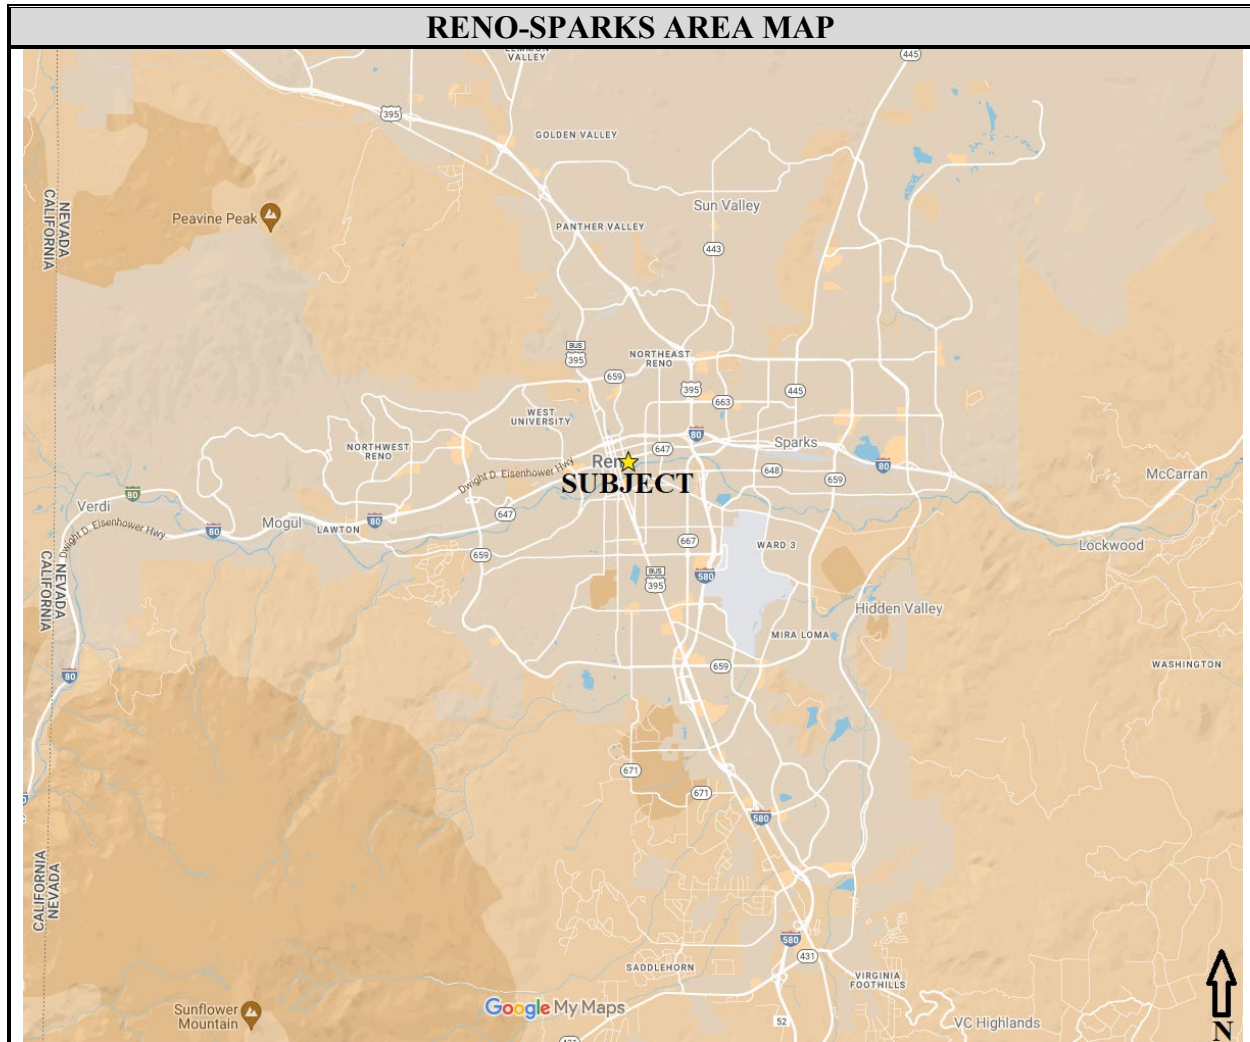 RENO-SPARKS AREA MAP
LEMMON
VALLEY
445
395
GOLDEN VALLEY
NEVADA
CALIFORNIA
Peavine Peak
Sun Valley
PANTHER VALLEY
443
BUS
395
NORTHEAST
RENO
659
395
445
663
WEST
UNIVERSITY
NORTHWEST
RENO
80
Sparks
647
Dwight D. Eisenhower Hwy
Ren
SUBJECT
648
80
659
McCarran
80
Verdi
647
Mogul
80
80
LAWTON
Dwight D. Eisenhower Hwy
659
667
WARD 3
Lockwood
NEVADA
CALIFORNIA
BUS
395
580
Hidden Valley
MIRA LOMA
659
WASHINGTON
80
671
671
580
CALIFORNIA
NEVADA
580
431
SADDLEHORN
VIRGINIA
FOOTHILLS
Sunflower
Mountain
Google My Maps
52
VC Highlands
N
431